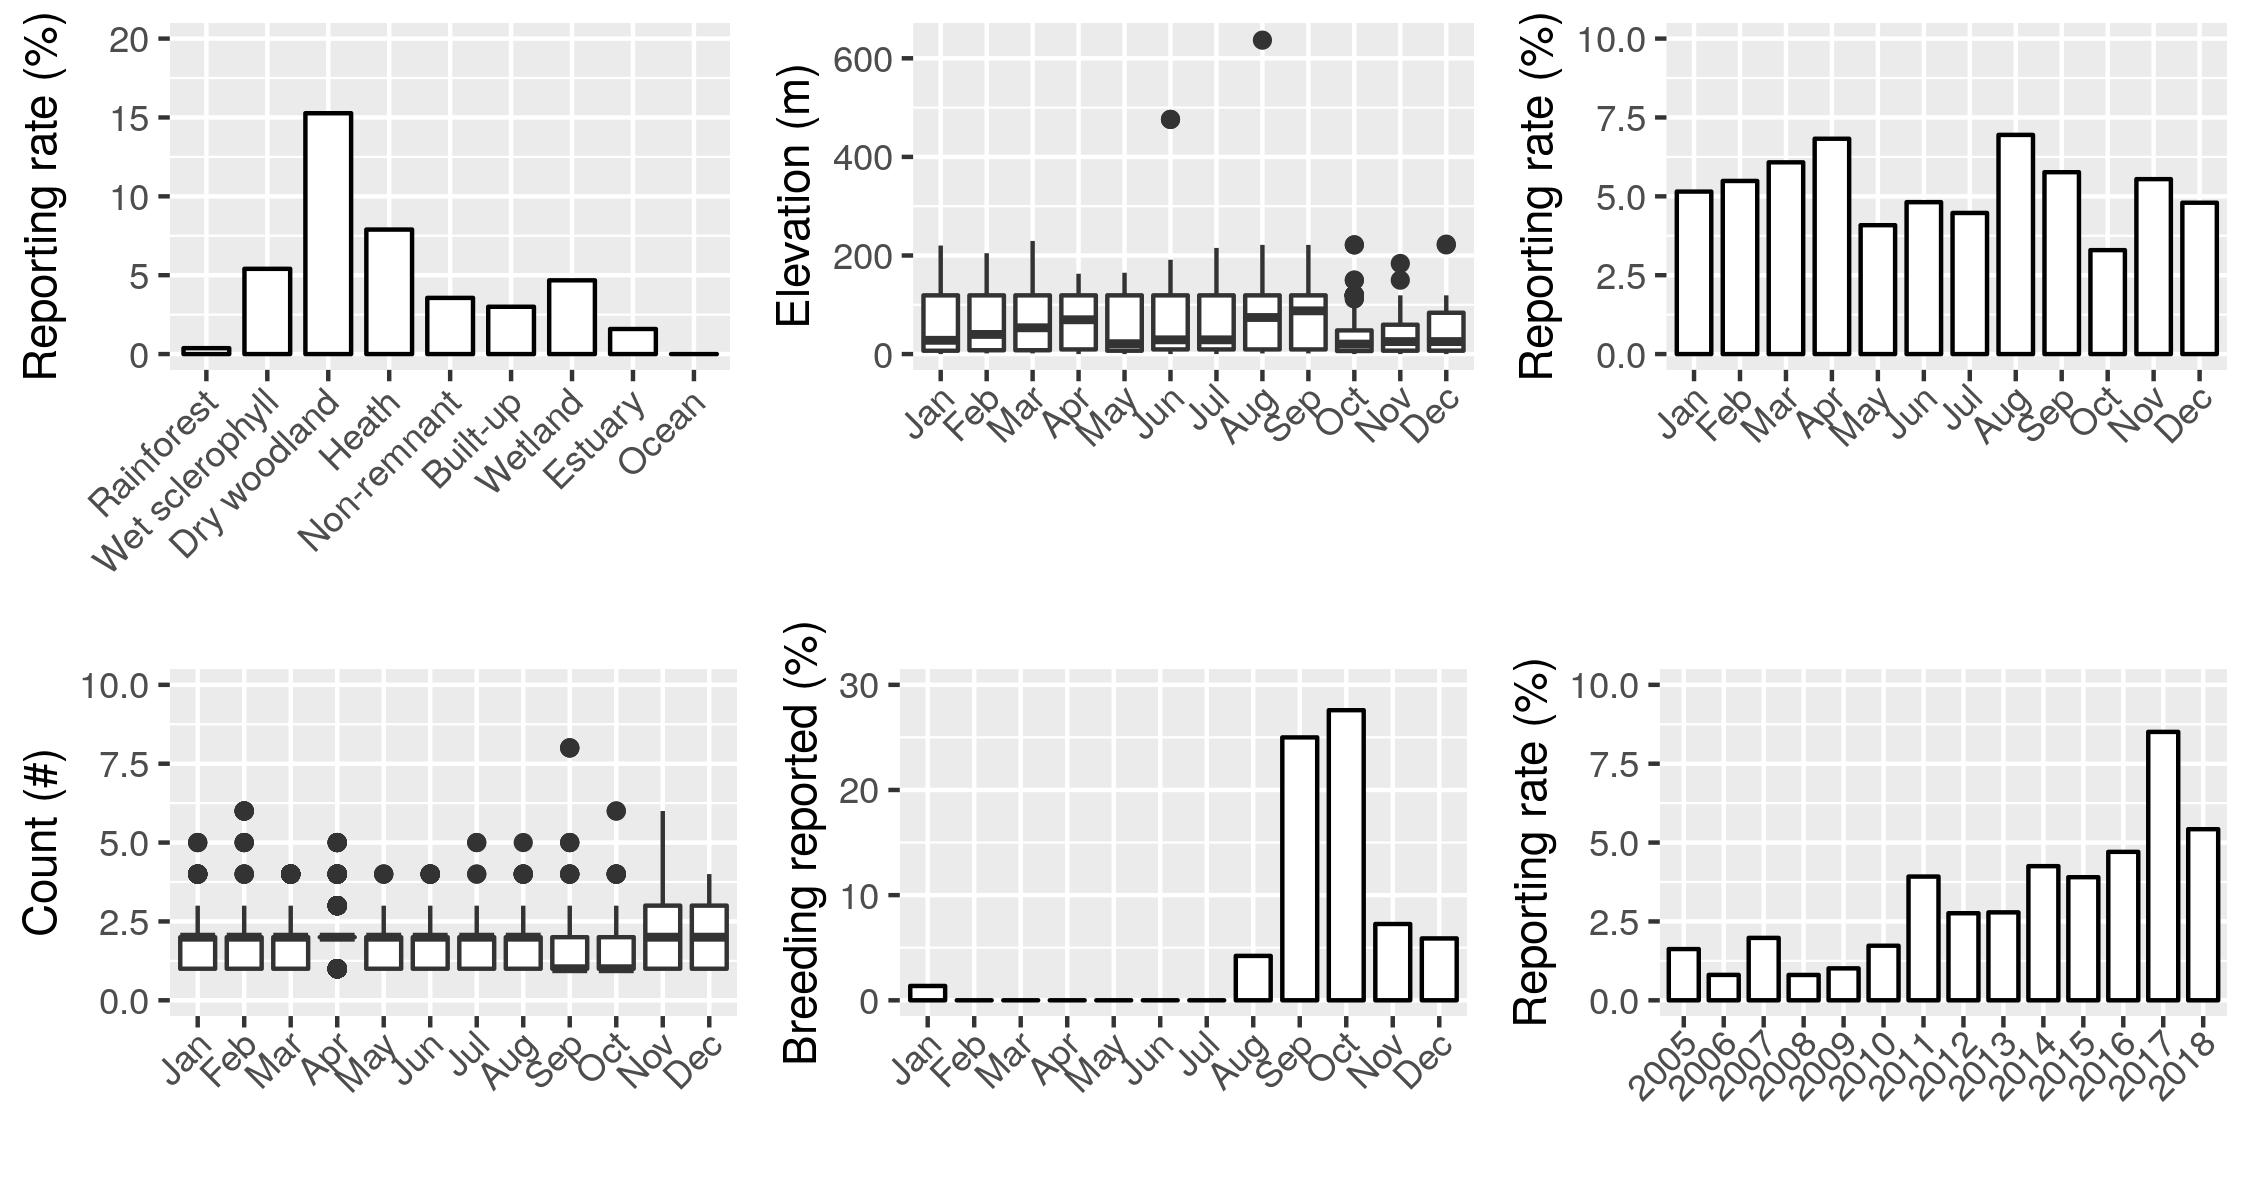 Reporting rate (%)
20
15
10
5
0
Rainforest
Wet sclerophyll
Dry woodland
Heath
Non-remnant
Built-up
Wetland
Estuary
Ocean
Elevation (m)
600
400
200
0
Jan
Feb
Mar
Apr
May
Jun
Jul
Aug
Sep
Oct
Nov
Dec
Reporting rate (%)
10.0
7.5
5.0
2.5
0.0
Jan
Feb
Mar
Apr
May
Jun
Jul
Aug
Sep
Oct
Nov
Dec
Count (#)
10.0
7.5
5.0
2.5
0.0
Jan
Feb
Mar
Apr
May
Jun
Jul
Aug
Sep
Oct
Nov
Dec
Breeding reported (%)
30
20
10
0
Jan
Feb
Mar
Apr
May
Jun
Jul
Aug
Sep
Oct
Nov
Dec
Reporting rate (%)
10.0
7.5
5.0
2.5
0.0
2005
2006
2007
2008
2009
2010
2011
2012
2013
2014
2015
2016
2017
2018